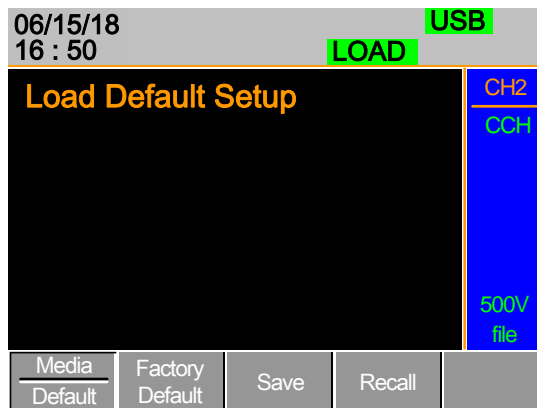 06/15/18
USB
16 : 50
LOAD
Load Default Setup
CH2
CCH
500V
file
Media
Default
Factory
Default
Save
Recall